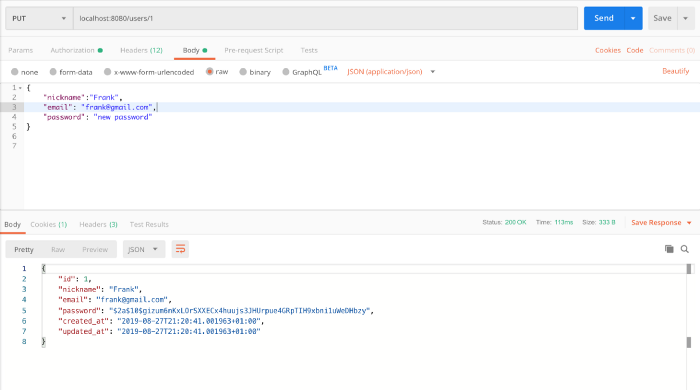 PUT localhost:8080/users/1 Send Save
Params Authorization Headers (12) Body Pre-request Script Tests Cookies Code Comments (0)
none form-data x-www-form-urlencoded raw binary GraphQL BETA JSON (application/json) Beautify
1 {
2 "nickname":"Frank",
3 "email": "frank@gmail.com",
4 "password": "new password"
5 }
6
7
Body Cookies (1) Headers (3) Test Results Status: 200 OK Time: 113ms Size: 333 B Save Response
Pretty Raw Preview JSON
1 {
2 "id": 1,
3 "nickname": "Frank",
4 "email": "frank@gmail.com",
5 "password": "$2a$10$gizum6mKxLOrSXXECx4huujs3JHUrpue4GRpTIH9xbni1uWeDHbzy",
6 "created_at": "2019-08-27T21:20:41.001963+01:00",
7 "updated_at": "2019-08-27T21:20:41.001963+01:00"
8 }